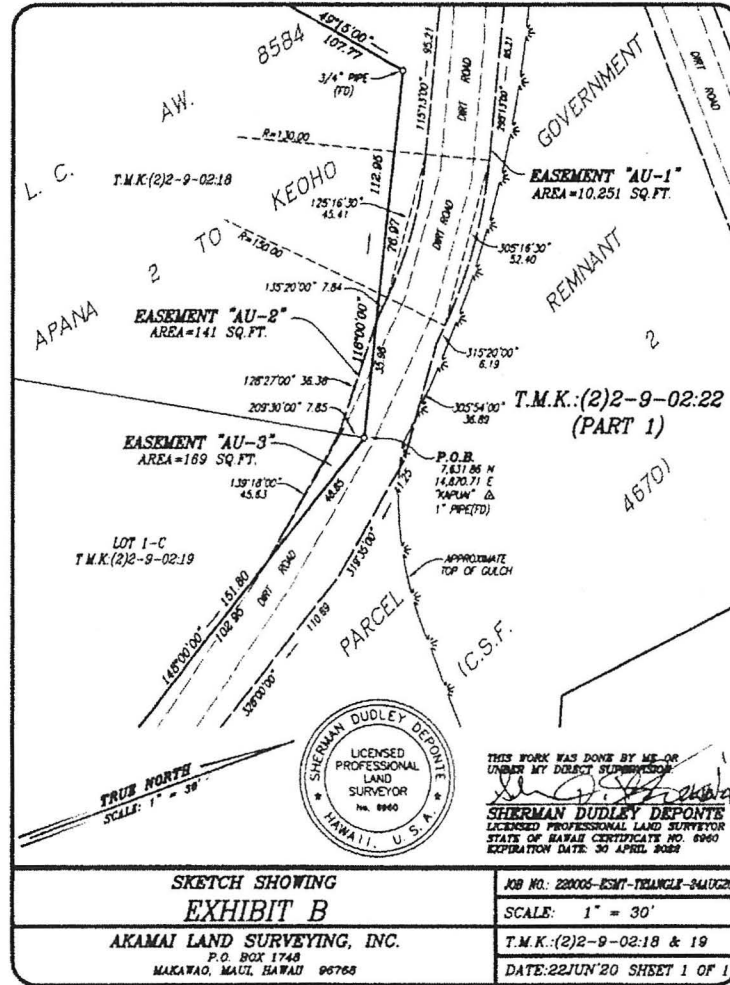 49°15'00"
107.77
8584
AW.
L. C.
3/4" PIPE
(FD)
115°13'00"
95.21
DIRT ROAD
95.21
295°13'00"
GOVERNMENT
DIRT ROAD
R=130.00
T.M.K:(2)2-9-02:18
KEOHO
TO
2
APANA
112.95
76.97
EASEMENT "AU-1"
AREA=10,251 SQ.FT.
125°16'30"
45.41
DIRT ROAD
305°16'30"
52.40
R=150.00
REMNANT
2
135°20'00" 7.84
EASEMENT "AU-2"
AREA=141 SQ.FT.
118°00'00"
35.98
315°20'00"
6.19
T.M.K.:(2)2-9-02:22
(PART 1)
128°27'00" 36.38
209°30'00" 7.85
305°54'00"
36.89
EASEMENT "AU-3"
AREA=169 SQ.FT.
P.O.B.
7,631.86 N
14,870.71 E
"KAPUAI" △
1" PIPE(FD)
4670)
139°18'00"
45.63
48.85
41.25
LOT 1-C
T M.K:(2)2-9-02:19
319°35'00"
APPROXIMATE
TOP OF GULCH
151.80
DIRT ROAD
148°00'00"
102.95
110.69
328°00'00"
PARCEL
(C.S.F.
TRUE NORTH
SCALE: 1" = 30'
SHERMAN DUDLEY DEPONTE
LICENSED
PROFESSIONAL
LAND
SURVEYOR
No. 6960
★ HAWAII, U.S.A. ★
THIS WORK WAS DONE BY ME OR
UNDER MY DIRECT SUPERVISION
SHERMAN DUDLEY DEPONTE
LICENSED PROFESSIONAL LAND SURVEYOR
STATE OF HAWAII CERTIFICATE NO. 6960
EXPIRATION DATE: 30 APRIL 2022
SKETCH SHOWING
EXHIBIT B
AKAMAI LAND SURVEYING, INC.
P.O. BOX 1748
MAKAWAO, MAUI, HAWAII 96768
JOB NO.: 220005-ESMT-TRIANGLE-24AUG20
SCALE: 1" = 30'
T.M.K.:(2)2-9-02:18 & 19
DATE:22JUN'20 SHEET 1 OF 1